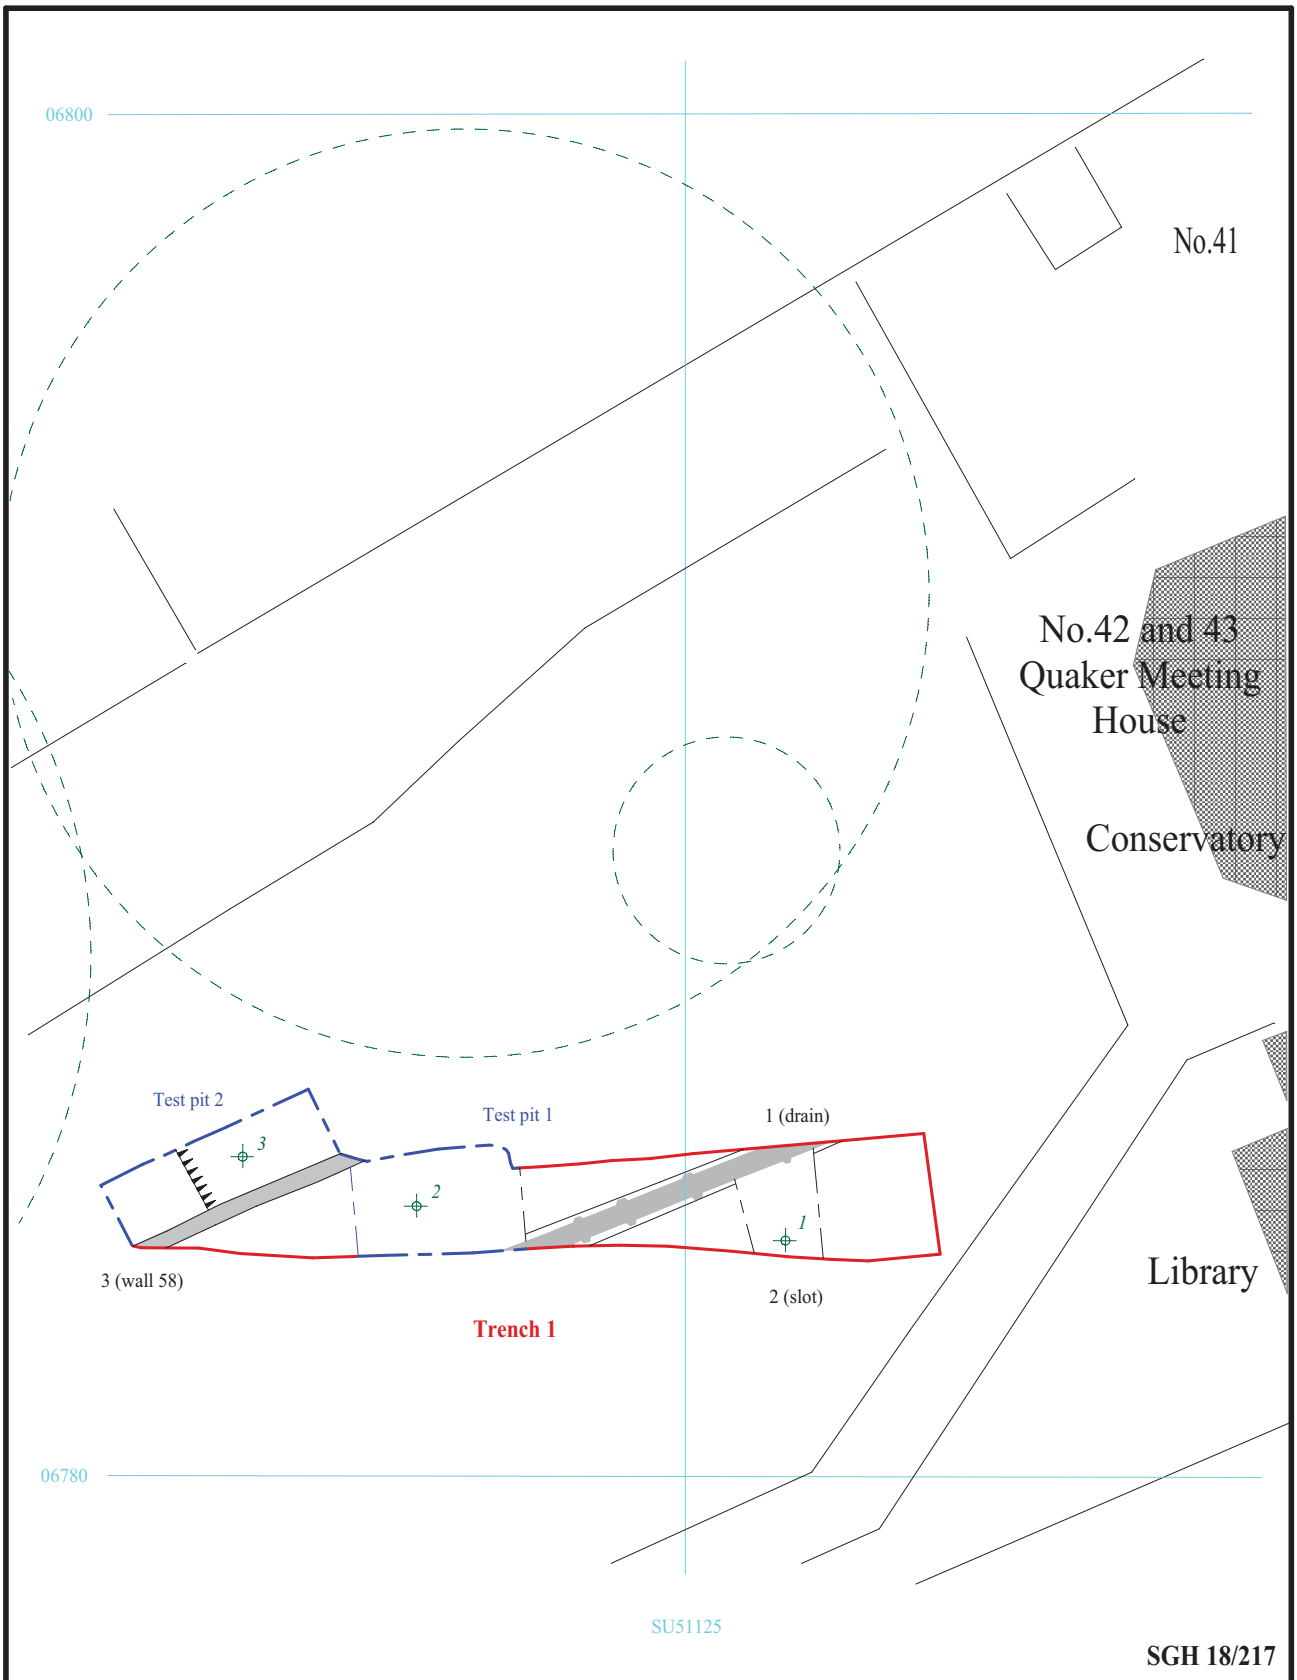 06800
No.41
No.42 and 43
Quaker Meeting
House
Conservatory
Test pit 2
Test pit 1
1 (drain)
3
2
1
3 (wall 58)
2 (slot)
Library
Trench 1
06780
SU51125
SGH 18/217